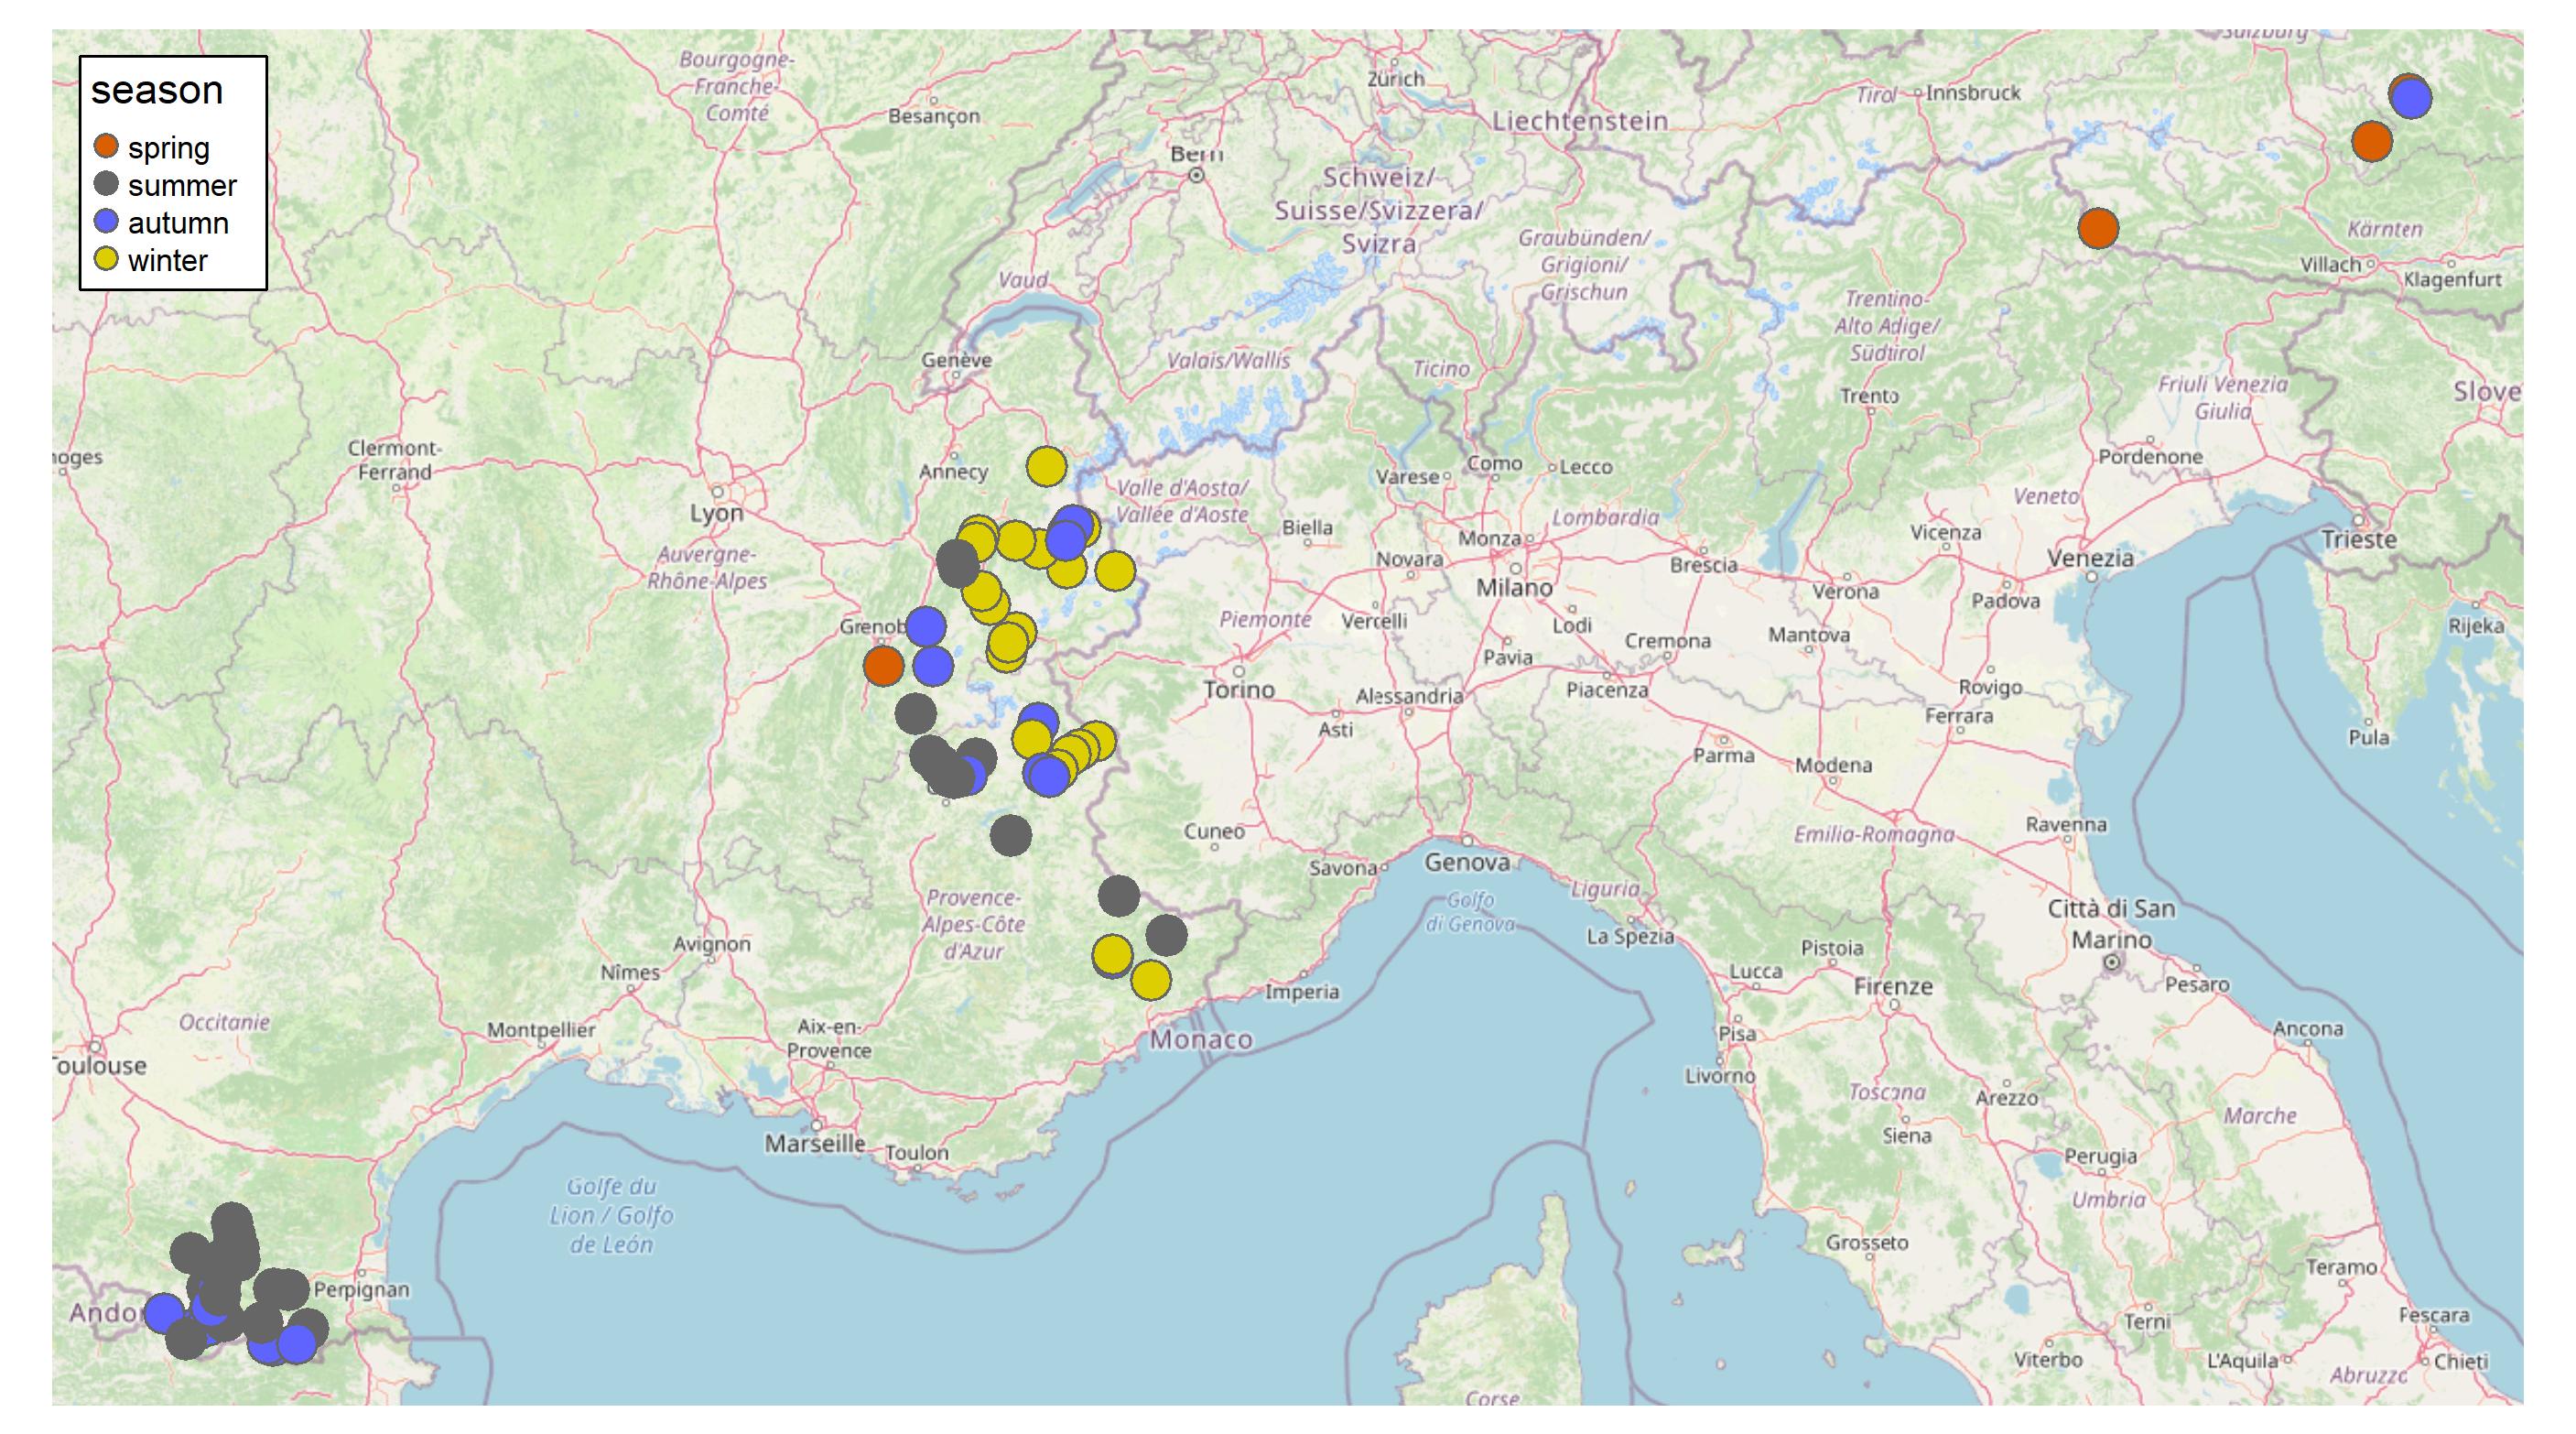 season
spring
summer
autumn
winter
Salzburg
Bourgogne-
Franche-
Comté
Besançon
Zürich
Tirol
Innsbruck
Liechtenstein
Bern
Schweiz/
Suisse/Svizzera/
Svizra
Graubünden/
Grigioni/
Grischun
Kärnten
Villach
Klagenfurt
Vaud
Trentino-
Alto Adige/
Südtirol
Genève
Valais/Wallis
Ticino
Friuli Venezia
Giulia
Slove
Trento
Clermont-
Ferrand
noges
Annecy
Varese
Como
Lecco
Pordenone
Valle d'Aosta/
Vallée d'Aoste
Veneto
Lyon
Biella
Monza
Lombardia
Vicenza
Trieste
Auvergne-
Rhône-Alpes
Novara
Milano
Brescia
Venezia
Verona
Padova
Grenob
Piemonte
Vercelli
Lodi
Cremona
Mantova
Rijeka
Pavia
Torino
Alessandria
Piacenza
Rovigo
Asti
Ferrara
Pula
Parma
Modena
Cuneo
Emilia-Romagna
Ravenna
Savona
Genova
Provence-
Alpes-Côte
d'Azur
Golfo
di Genova
Liguria
La Spezia
Città di San
Marino
Avignon
Nîmes
Pistoia
Lucca
Firenze
Pesaro
Imperia
Occitanie
Montpellier
Aix-en-
Provence
Monaco
Pisa
Ancona
Toulouse
Livorno
Toscana
Arezzo
Marche
Marseille
Toulon
Siena
Perugia
Golfe du
Lion / Golfo
de León
Umbria
Grosseto
Teramo
Perpignan
Andor
Terni
Pescara
Viterbo
L'Aquila
Chieti
Abruzzo
Corse